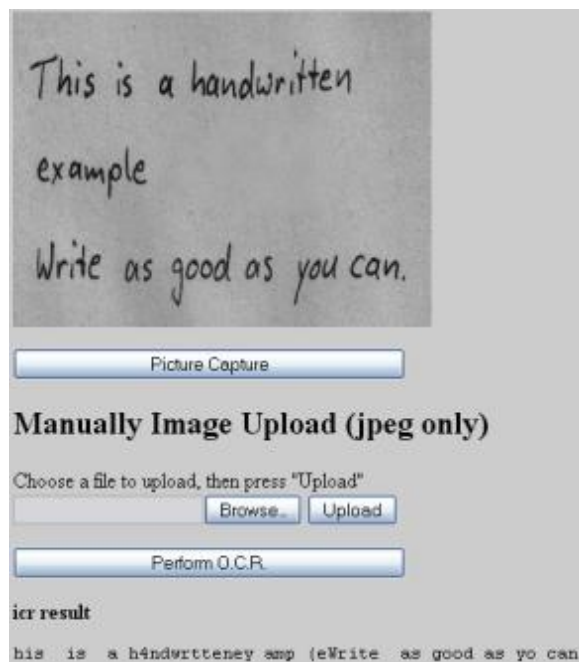 This is a handwritten
example
Write as good as you can.
Picture Capture
Manually Image Upload (jpeg only)
Choose a file to upload, then press "Upload"
Browse.. Upload
Perform O.C.R.
icr result
his is a h4ndwrtteney amp (eWrite as good as yo can